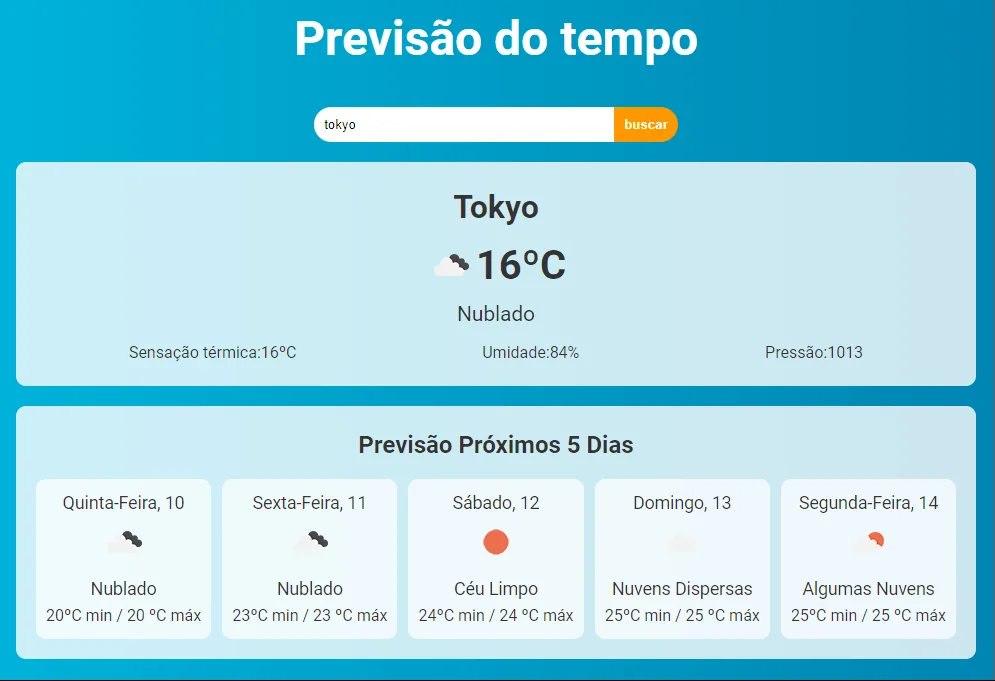 Previsão do tempo
tokyo
buscar
Tokyo
16ºC
Nublado
Sensação térmica:16ºC
Umidade:84%
Pressão:1013
Previsão Próximos 5 Dias
Quinta-Feira, 10
Nublado
20ºC min / 20 ºC máx
Sexta-Feira, 11
Nublado
23ºC min / 23 ºC máx
Sábado, 12
Céu Limpo
24ºC min / 24 ºC máx
Domingo, 13
Nuvens Dispersas
25ºC min / 25 ºC máx
Segunda-Feira, 14
Algumas Nuvens
25ºC min / 25 ºC máx